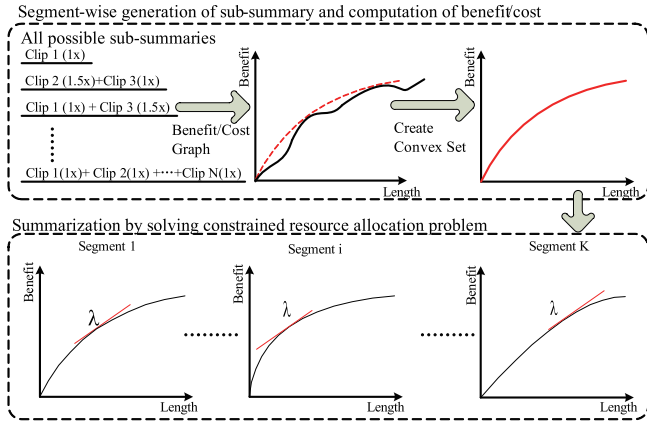 Segment-wise generation of sub-summary and computation of benefit/cost
All possible sub-summaries
Clip 1 (1x)
Clip 2 (1.5x)+Clip 3(1x)
Clip 1 (1x) + Clip 3 (1.5x)
Clip 1(1x)+ Clip 2(1x) +····+Clip N(1x)
Benefit/Cost
Graph
Benefit
Length
Create
Convex Set
Benefit
Length
Summarization by solving constrained resource allocation problem
Segment 1
Benefit
λ
Length
Segment i
Benefit
λ
Length
Segment K
Benefit
λ
Length